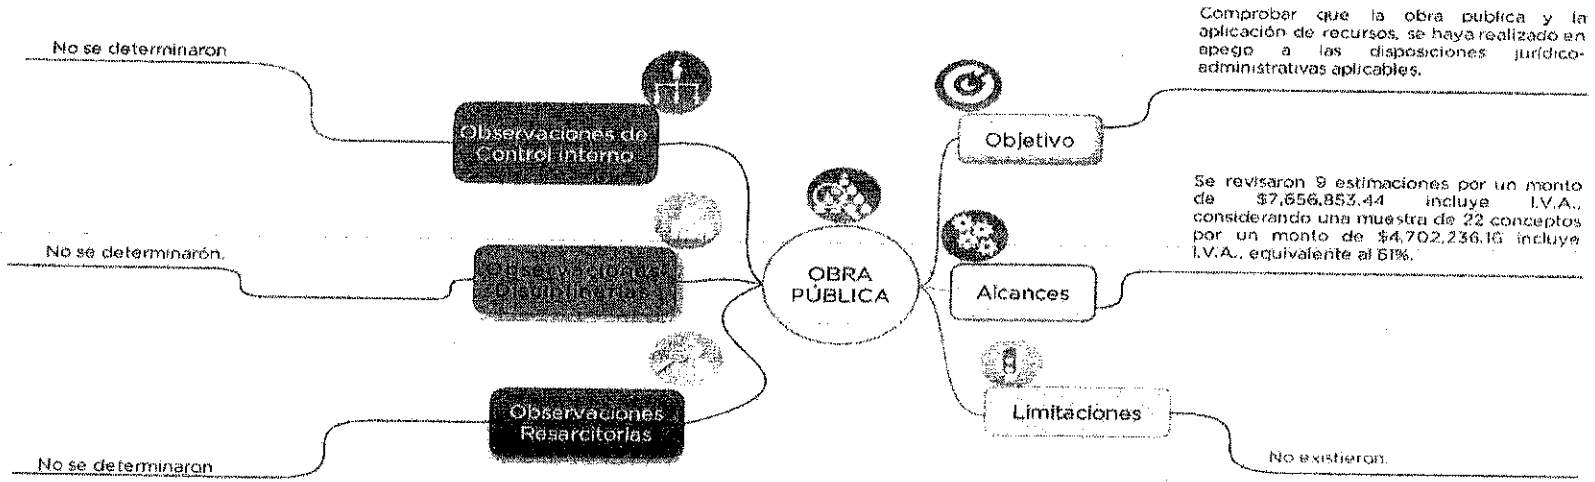 No se determinaron
Observaciones de
Control Interno
No se determinarón.
Observaciones
Disciplinerias
Observaciones
Resarcitorias
No se determinaron
OBRA
PÚBLICA
Comprobar que la obra publica y la
aplicación de recursos, se haya realizado en
apego a las disposiciones jurídico-
administrativas aplicables.
Objetivo
Se revisaron 9 estimaciones por un monto
de $7,656,853.44 incluye I.V.A.,
considerando una muestra de 22 conceptos
por un monto de $4,702,236.16 incluye
I.V.A., equivalente al 61%.
Alcances
Limitaciones
No existieron.